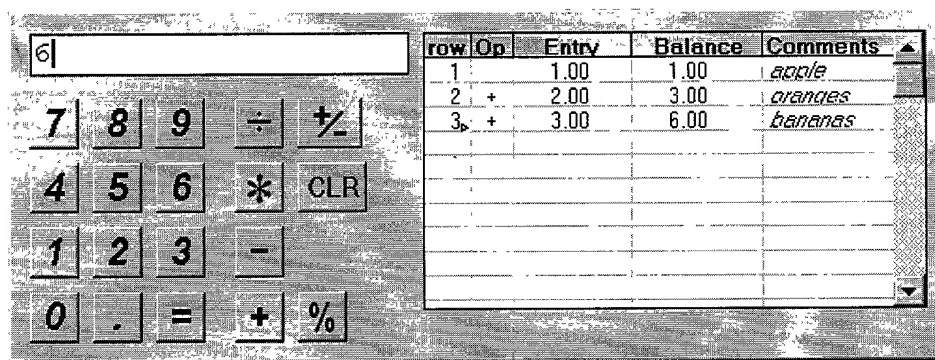 6
row Op Entry Balance Comments
1 1.00 1.00 apple
2 + 2.00 3.00 oranges
3 + 3.00 6.00 bananas
7 8 9 ÷ +/-
4 5 6 * CLR
1 2 3 -
0 . = + %